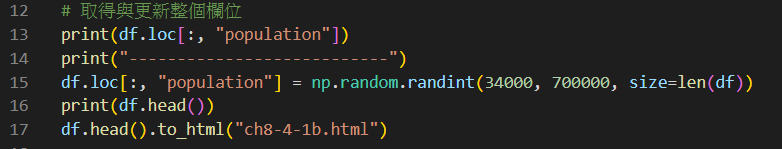 12 # 取得與更新整個欄位
13 print(df.loc[:, "population"])
14 print("---------------------------")
15 df.loc[:, "population"] = np.random.randint(34000, 700000, size=len(df))
16 print(df.head())
17 df.head().to_html("ch8-4-1b.html")